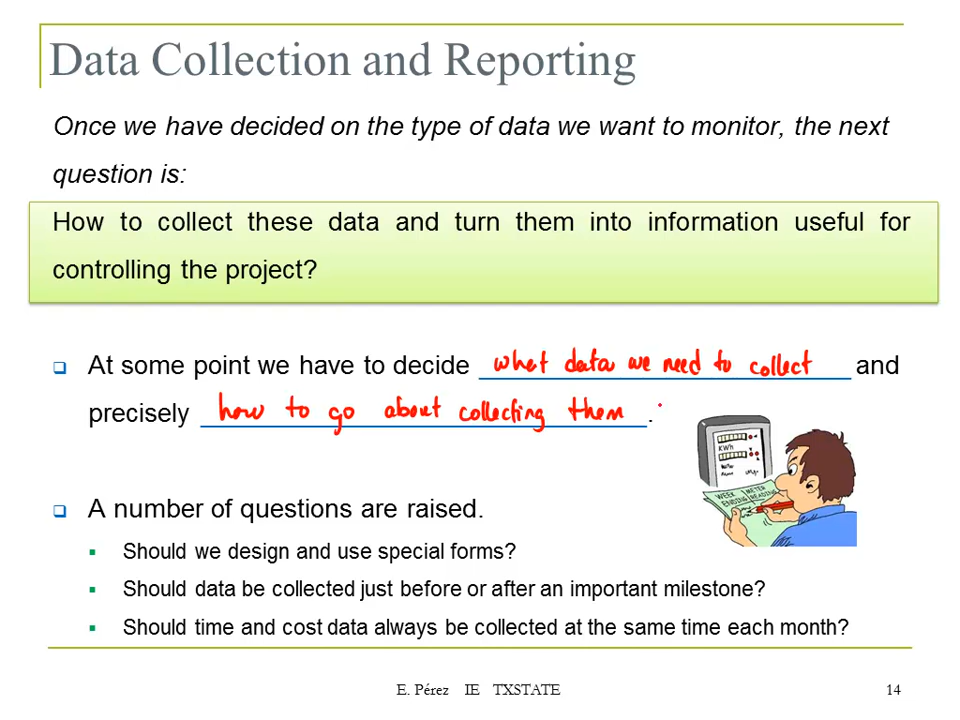 Data Collection and Reporting
Once we have decided on the type of data we want to monitor, the next
question is:
How to collect these data and turn them into information useful for
controlling the project?
At some point we have to decide what data we need to collect and
precisely how to go about collecting them.
KWh
WEEK METER
ENDING READING
A number of questions are raised.
Should we design and use special forms?
Should data be collected just before or after an important milestone?
Should time and cost data always be collected at the same time each month?
E. Pérez IE TXSTATE 14